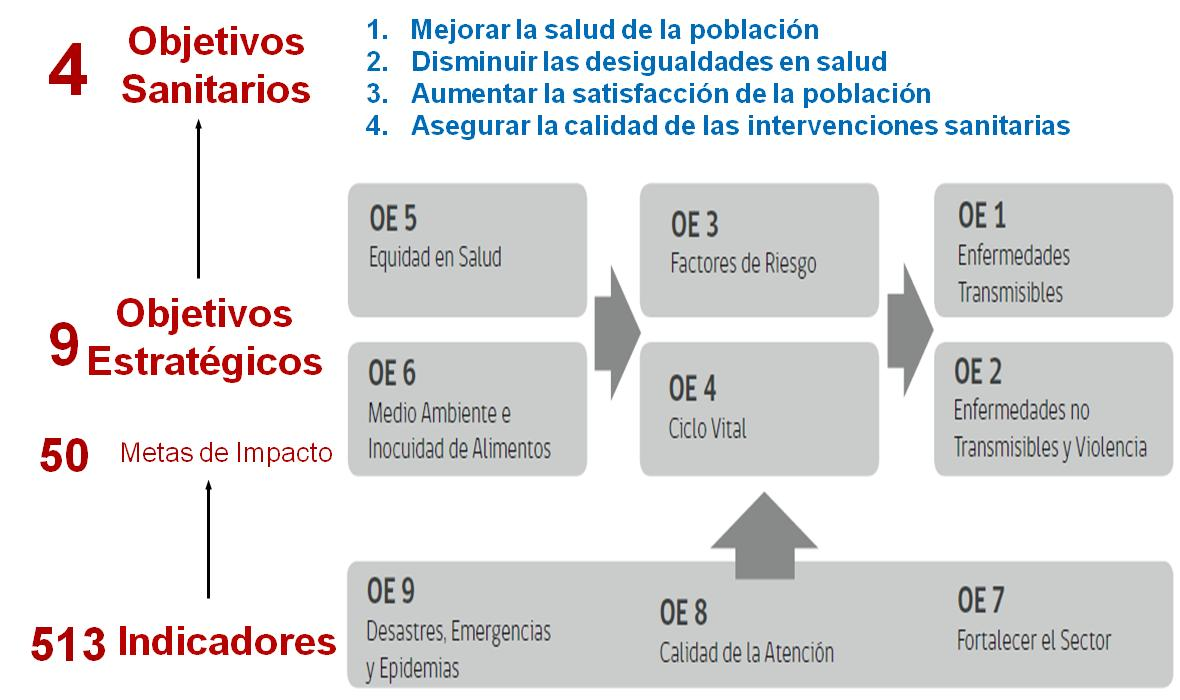 4 Objetivos
Sanitarios
1. Mejorar la salud de la población
2. Disminuir las desigualdades en salud
3. Aumentar la satisfacción de la población
4. Asegurar la calidad de las intervenciones sanitarias
9 Objetivos
Estratégicos
50 Metas de Impacto
513 Indicadores
OE 5
Equidad en Salud
OE 3
Factores de Riesgo
OE 1
Enfermedades
Transmisibles
OE 6
Medio Ambiente e
Inocuidad de Alimentos
OE 4
Ciclo Vital
OE 2
Enfermedades no
Transmisibles y Violencia
OE 9
Desastres, Emergencias
y Epidemias
OE 8
Calidad de la Atención
OE 7
Fortalecer el Sector